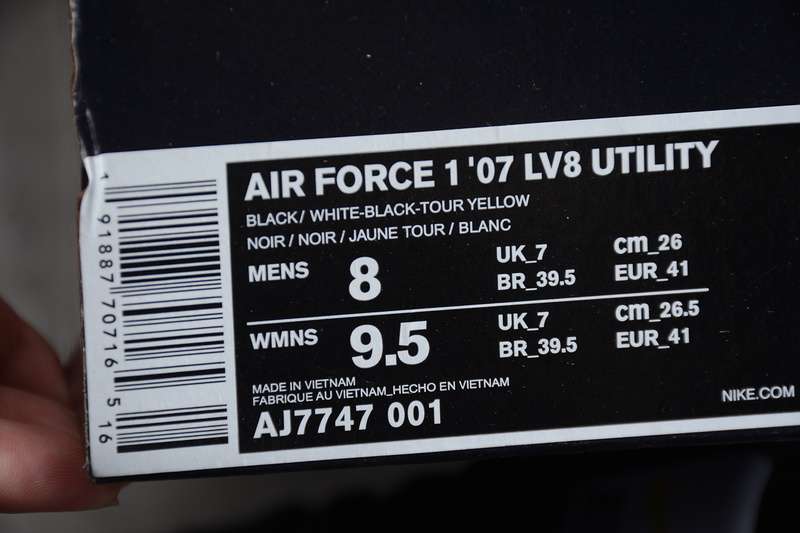 AIR FORCE 1 '07 LV8 UTILITY
BLACK/ WHITE-BLACK-TOUR YELLOW
NOIR / NOIR / JAUNE TOUR / BLANC
MENS 8 UK_7 cm_26
BR_39.5 EUR_41
WMNS 9.5 UK_7 cm_26.5
BR_39.5 EUR_41
MADE IN VIETNAM
FABRIQUE AU VIETNAM_HECHO EN VIETNAM
AJ7747 001
NIKE.COM
1 91887 70716 5 16